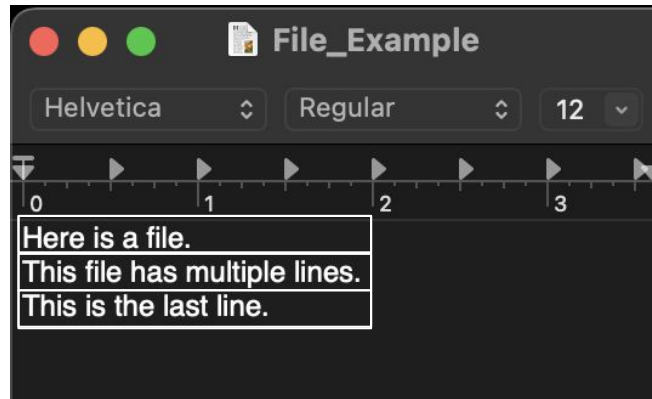 File_Example
Helvetica Regular 12
0 1 2 3
Here is a file.
This file has multiple lines.
This is the last line.